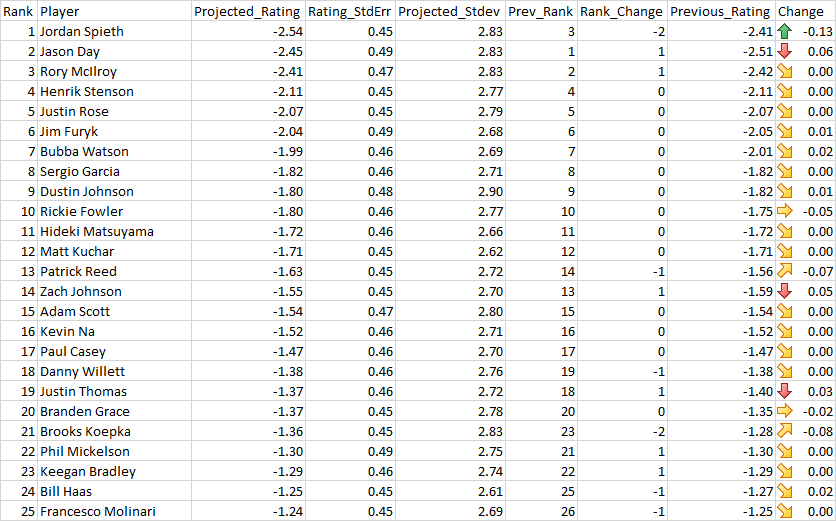 Rank Player Projected_Rating Rating_StdErr Projected_Stdev Prev_Rank Rank_Change Previous_Rating Change
1 Jordan Spieth -2.54 0.45 2.83 3 -2 -2.41 -0.13
2 Jason Day -2.45 0.49 2.83 1 1 -2.51 0.06
3 Rory McIlroy -2.41 0.47 2.83 2 1 -2.42 0.00
4 Henrik Stenson -2.11 0.45 2.77 4 0 -2.11 0.00
5 Justin Rose -2.07 0.45 2.79 5 0 -2.07 0.00
6 Jim Furyk -2.04 0.49 2.68 6 0 -2.05 0.01
7 Bubba Watson -1.99 0.46 2.69 7 0 -2.01 0.02
8 Sergio Garcia -1.82 0.46 2.71 8 0 -1.82 0.00
9 Dustin Johnson -1.80 0.48 2.90 9 0 -1.82 0.01
10 Rickie Fowler -1.80 0.46 2.77 10 0 -1.75 -0.05
11 Hideki Matsuyama -1.72 0.46 2.66 11 0 -1.72 0.00
12 Matt Kuchar -1.71 0.45 2.62 12 0 -1.71 0.00
13 Patrick Reed -1.63 0.45 2.72 14 -1 -1.56 -0.07
14 Zach Johnson -1.55 0.45 2.70 13 1 -1.59 0.05
15 Adam Scott -1.54 0.47 2.80 15 0 -1.54 0.00
16 Kevin Na -1.52 0.46 2.71 16 0 -1.52 0.00
17 Paul Casey -1.47 0.46 2.70 17 0 -1.47 0.00
18 Danny Willett -1.38 0.46 2.76 19 -1 -1.38 0.00
19 Justin Thomas -1.37 0.46 2.72 18 1 -1.40 0.03
20 Branden Grace -1.37 0.45 2.78 20 0 -1.35 -0.02
21 Brooks Koepka -1.36 0.45 2.83 23 -2 -1.28 -0.08
22 Phil Mickelson -1.30 0.49 2.75 21 1 -1.30 0.00
23 Keegan Bradley -1.29 0.46 2.74 22 1 -1.29 0.00
24 Bill Haas -1.25 0.45 2.61 25 -1 -1.27 0.02
25 Francesco Molinari -1.24 0.45 2.69 26 -1 -1.25 0.00